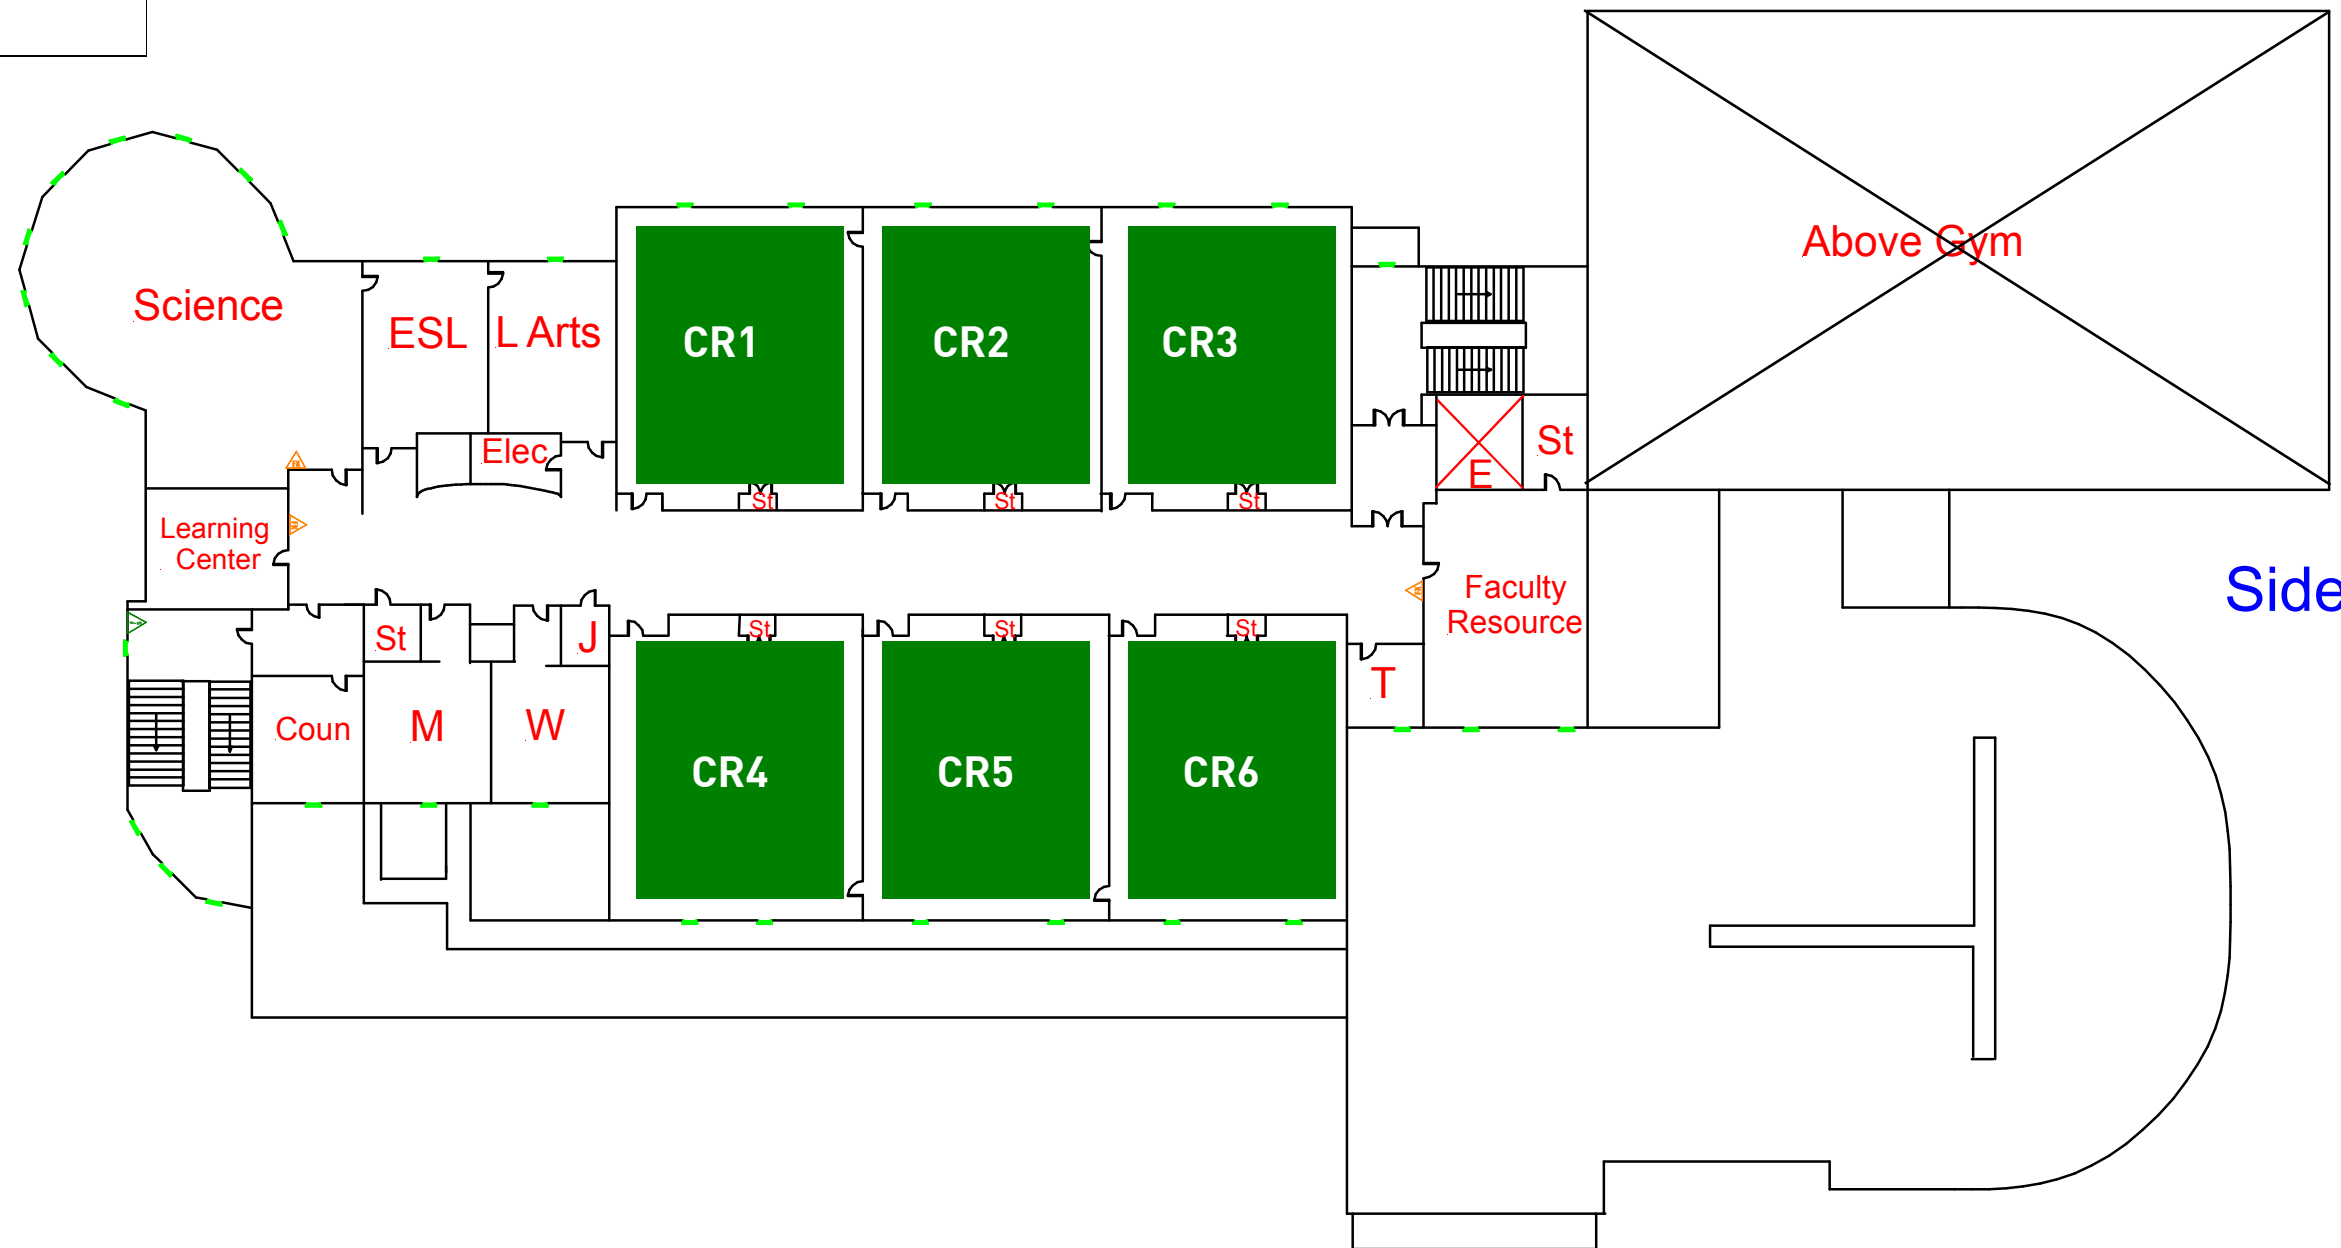 Above Gym
Science
ESL
L Arts
CR1
CR2
CR3
Elec
St
E
St
St
St
Learning
Center
Side
Faculty
Resource
St
J
St
St
St
T
Coun
M
W
CR4
CR5
CR6